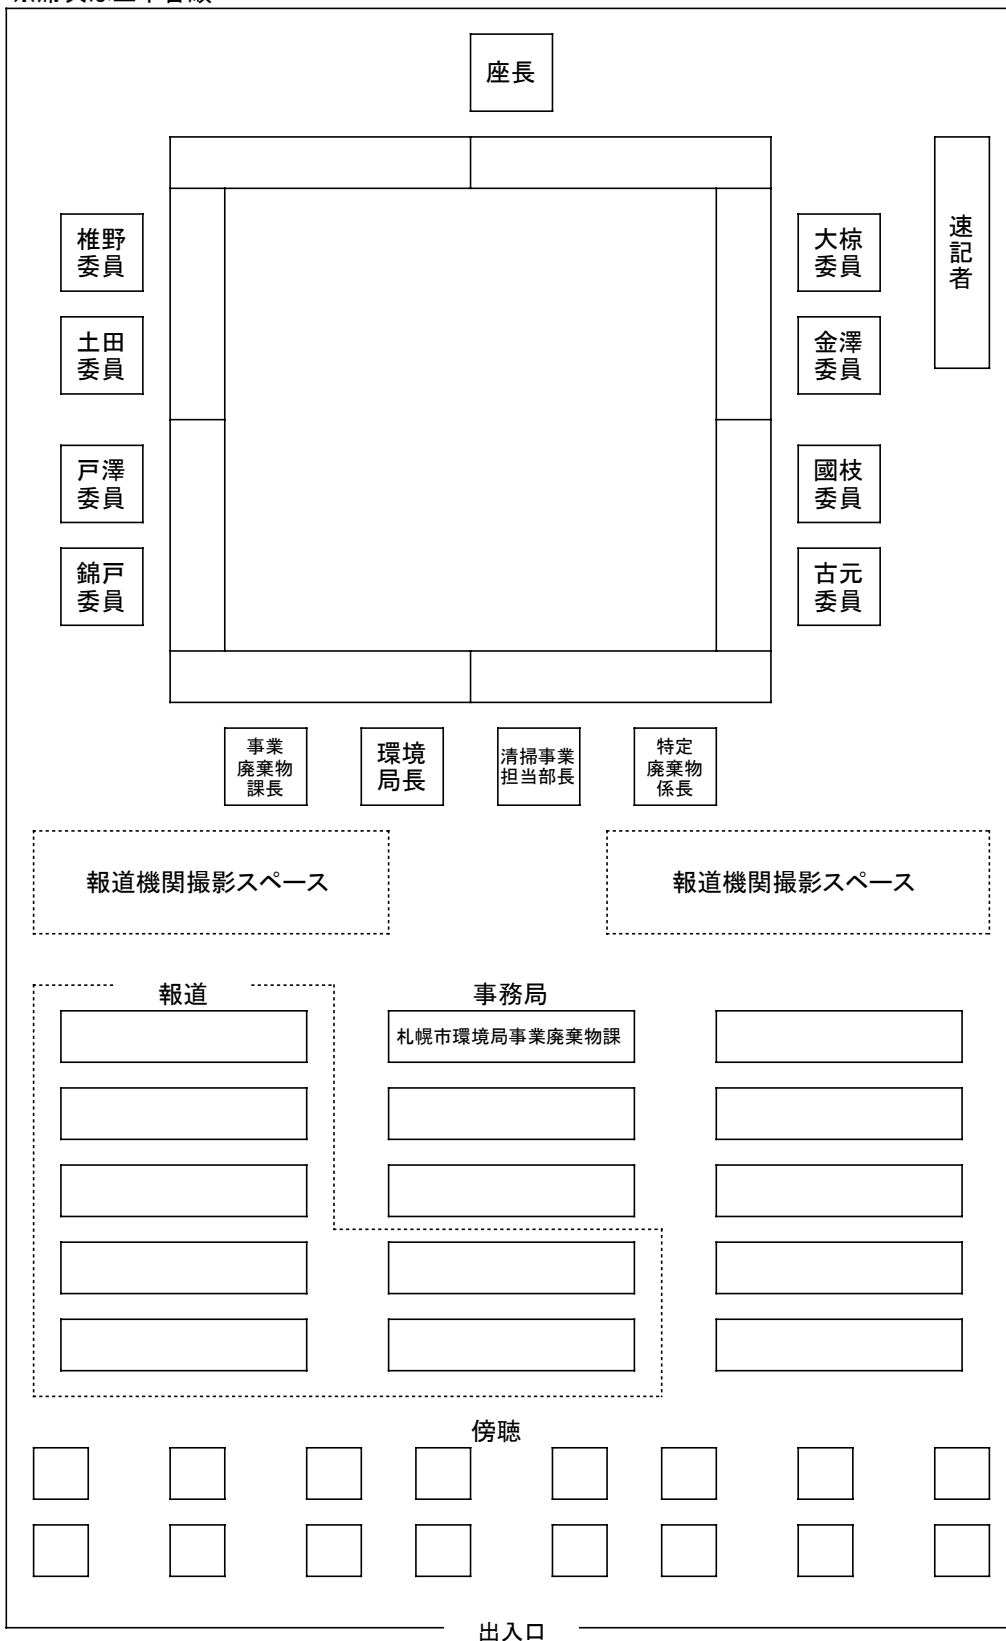 座長
速記者
椎野
委員
大椋
委員
土田
委員
金澤
委員
戸澤
委員
國枝
委員
錦戸
委員
古元
委員
事業
廃棄物
課長
環境
局長
清掃事業
担当部長
特定
廃棄物
係長
報道機関撮影スペース
報道機関撮影スペース
報道
事務局
札幌市環境局事業廃棄物課
傍聴
出入口